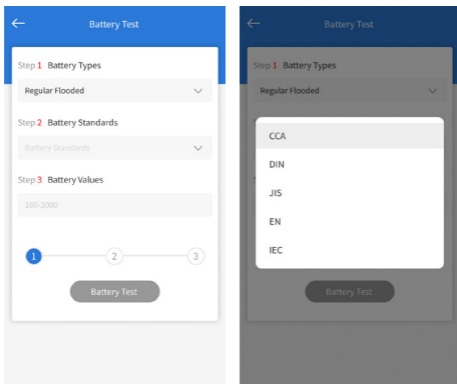 Battery Test
Step 1 Battery Types
Regular Flooded
Step 2 Battery Standards
Battery Standards
Step 3 Battery Values
100-2000
1 2 3
Battery Test
Battery Test
Step 1 Battery Types
Regular Flooded
CCA
DIN
JIS
EN
IEC
Battery Test